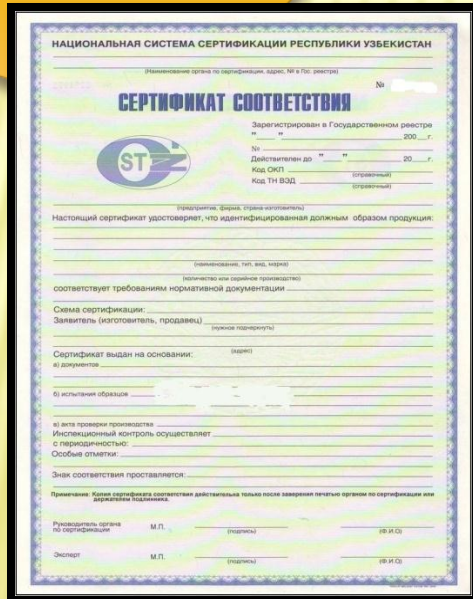 НАЦИОНАЛЬНАЯ СИСТЕМА СЕРТИФИКАЦИИ РЕСПУБЛИКИ УЗБЕКИСТАН
(Наименование органа по сертификации, адрес, № в Гос. реестре)
№
СЕРТИФИКАТ СООТВЕТСТВИЯ
Зарегистрирован в Государственном реестре
" " 200 г.
№
Действителен до " " 20 г.
Код ОКП
(справочный)
Код ТН ВЭД
(справочный)
ST
(предприятие, фирма, страна-изготовитель)
Настоящий сертификат удостоверяет, что идентифицированная должным образом продукция:
(наименование, тип, вид, марка)
(количество или серийное производство)
соответствует требованиям нормативной документации
Схема сертификации:
Заявитель (изготовитель, продавец)
(нужное подчеркнуть)
(адрес)
Сертификат выдан на основании:
а) документов
б) испытания образцов
в) акта проверки производства
Инспекционный контроль осуществляет
с периодичностью:
Особые отметки:
Знак соответствия проставляется:
Примечание: Копия сертификата соответствия действительна только после заверения печатью органом по сертификации или
держателем подлинника.
Руководитель органа
по сертификации М.П. (подпись) (Ф.И.О)
Эксперт М.П. (подпись) (Ф.И.О)